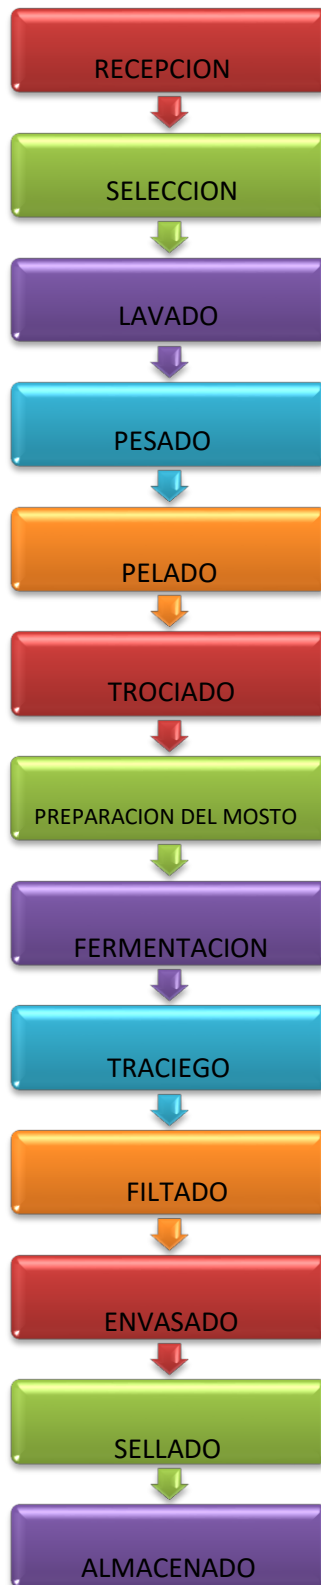 RECEPCION
SELECCION
LAVADO
PESADO
PELADO
TROCIADO
PREPARACION DEL MOSTO
FERMENTACION
TRACIEGO
FILTADO
ENVASADO
SELLADO
ALMACENADO